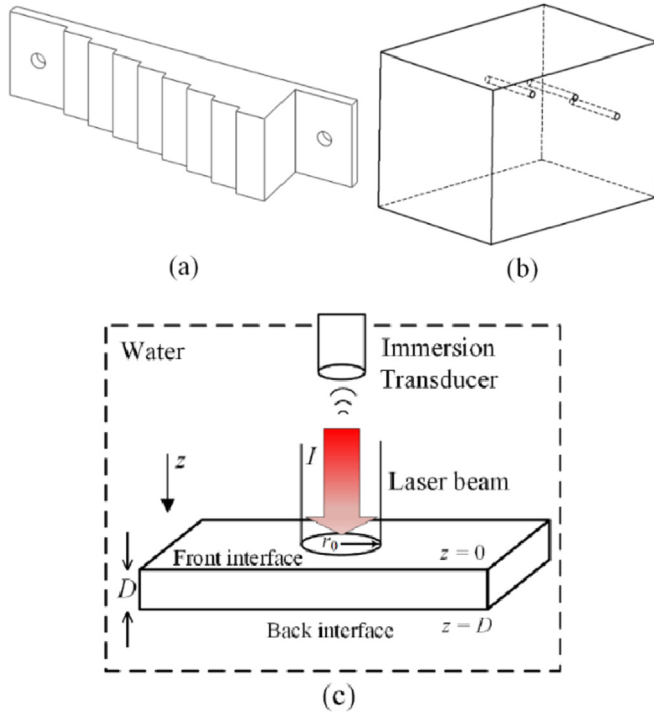 (a)
(b)
Water
Immersion
Transducer
z
I
Laser beam
r0
Front interface
z = 0
D
Back interface
z = D
(c)